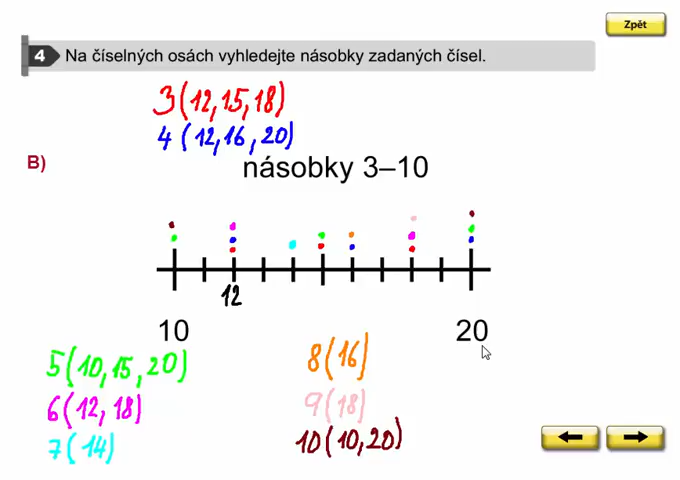 Zpět
4 Na číselných osách vyhledejte násobky zadaných čísel.
3 (12, 15, 18)
4 (12, 16, 20)
B)
násobky 3–10
12
10 20
5 (10, 15, 20)
6 (12, 18)
7 (14)
8 (16)
9 (18)
10 (10, 20)